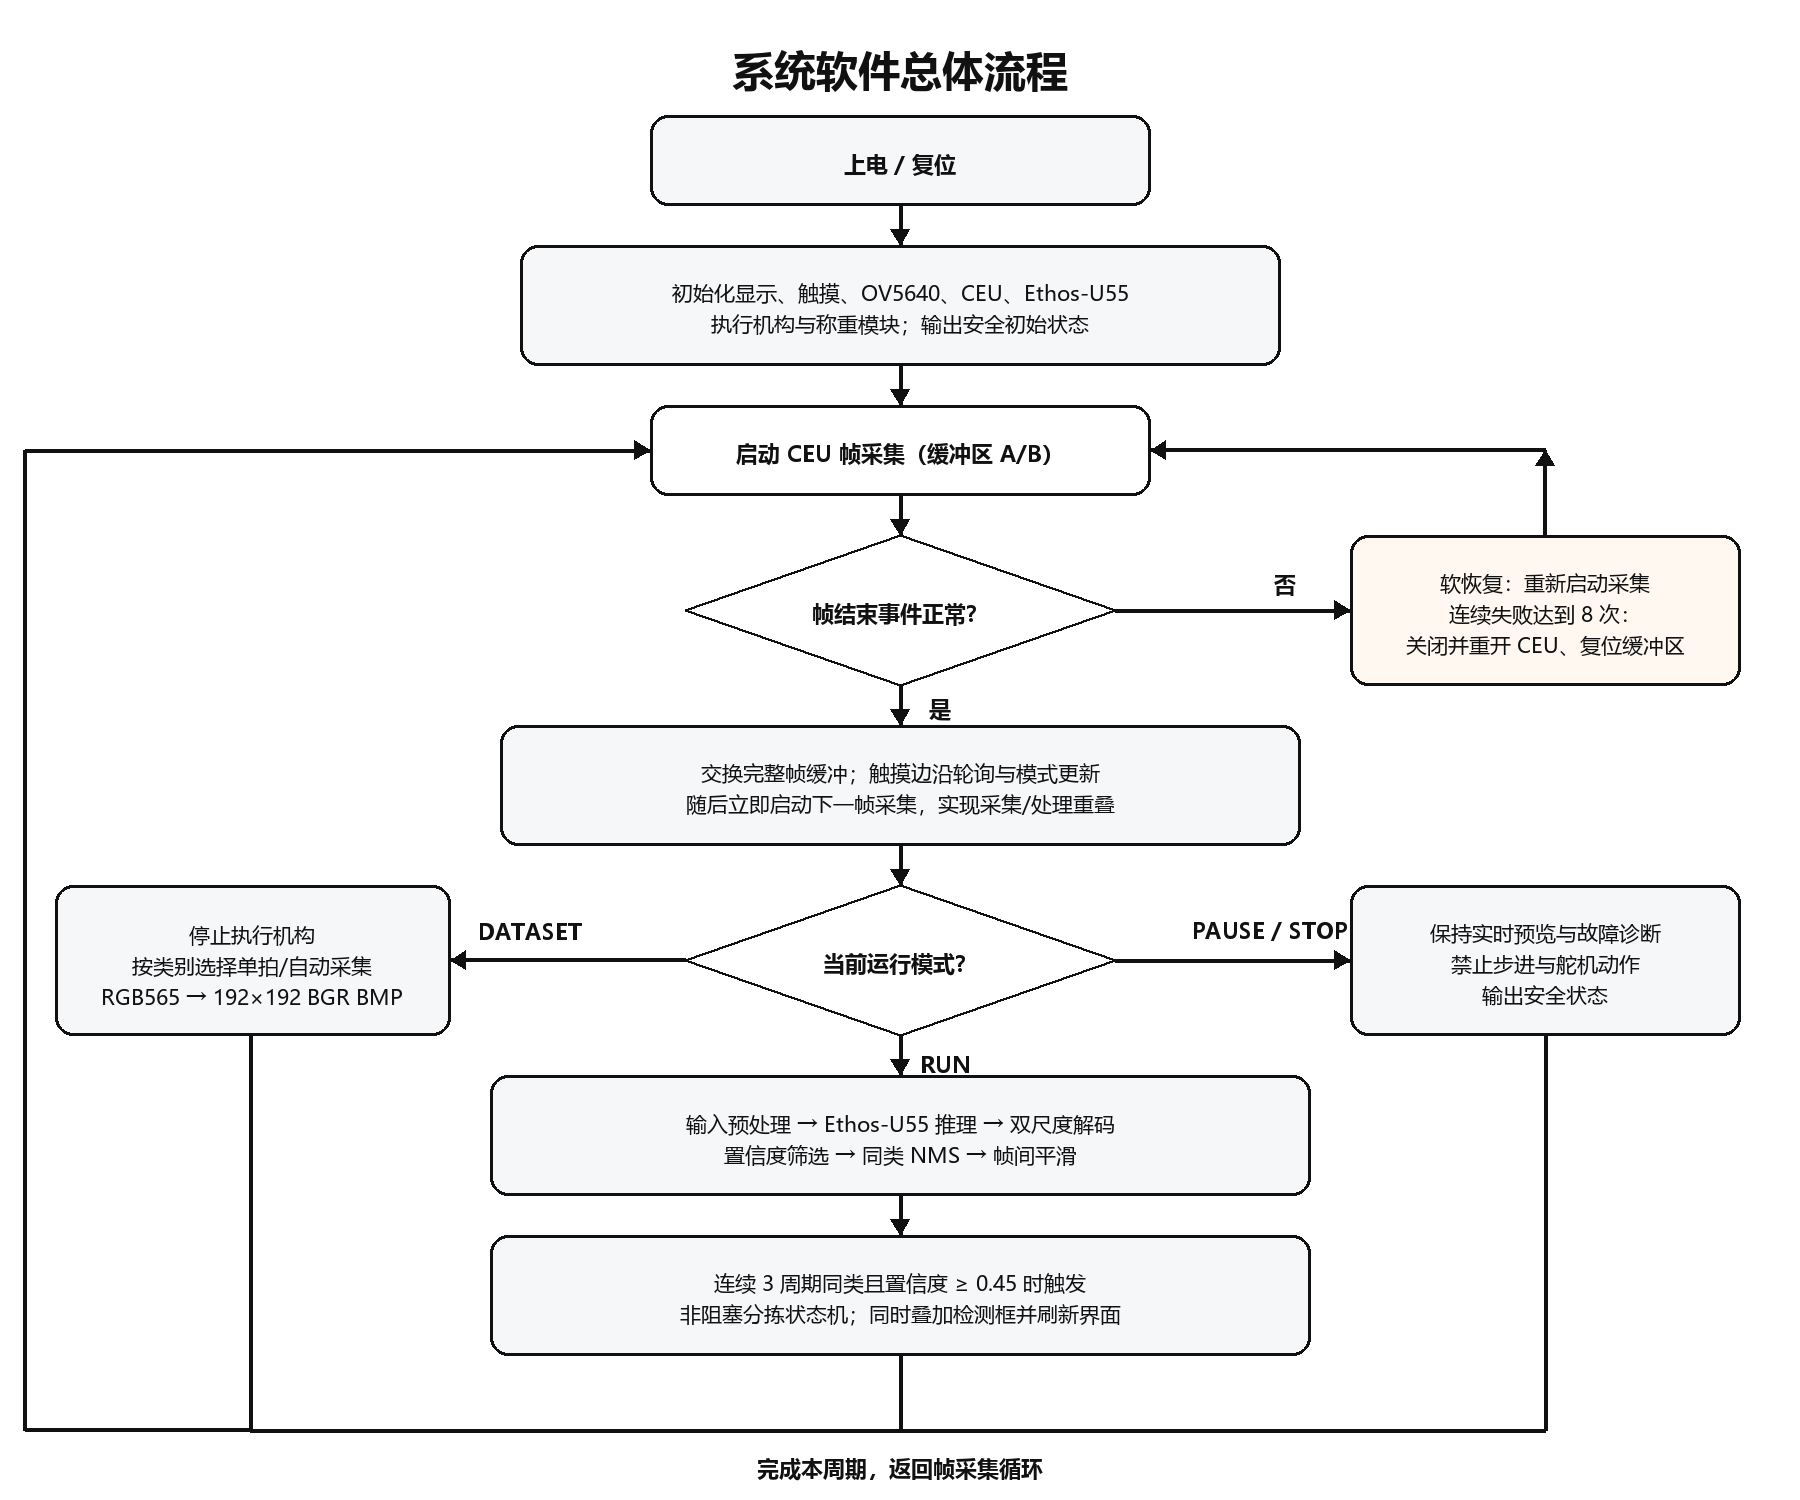 系统软件总体流程
上电 / 复位
初始化显示、触摸、OV5640、CEU、Ethos-U55
执行机构与称重模块；输出安全初始状态
启动 CEU 帧采集（缓冲区 A/B）
帧结束事件正常？
否
软恢复：重新启动采集
连续失败达到 8 次：
关闭并重开 CEU、复位缓冲区
是
交换完整帧缓冲；触摸边沿轮询与模式更新
随后立即启动下一帧采集，实现采集/处理重叠
当前运行模式？
DATASET
停止执行机构
按类别选择单拍/自动采集
RGB565 → 192×192 BGR BMP
PAUSE / STOP
保持实时预览与故障诊断
禁止步进与舵机动作
输出安全状态
RUN
输入预处理 → Ethos-U55 推理 → 双尺度解码
置信度筛选 → 同类 NMS → 帧间平滑
连续 3 周期同类且置信度 ≥ 0.45 时触发
非阻塞分拣状态机；同时叠加检测框并刷新界面
完成本周期，返回帧采集循环